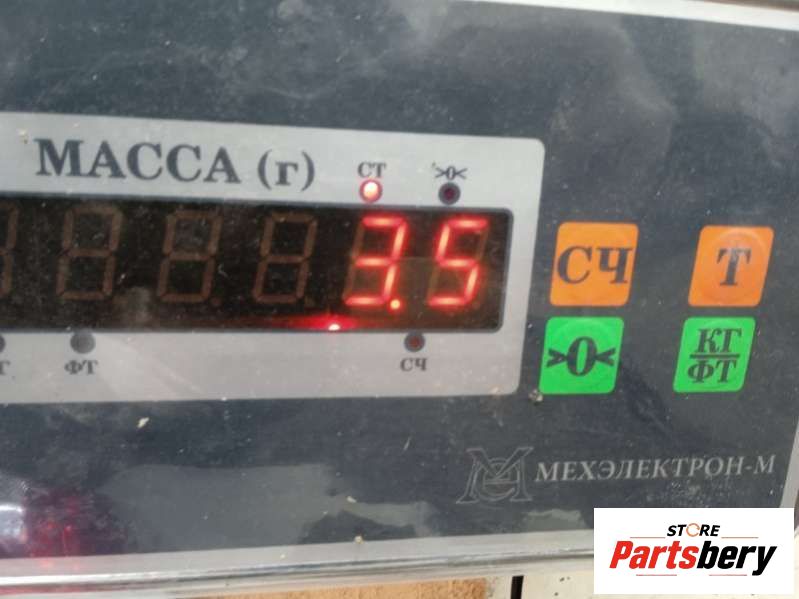 МАССА (г)
СТ
>0<
3.5
ФТ
СЧ
СЧ
Т
>0<
КГ
ФТ
МЕХЭЛЕКТРОН-М
STORE
Partsbery